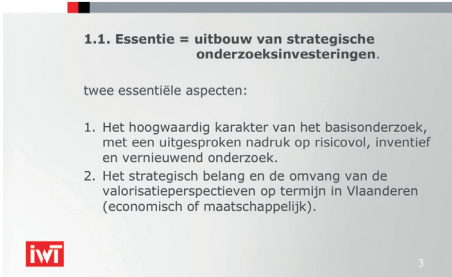 1.1. Essentie = uitbouw van strategische
onderzoeksinvesteringen.
twee essentiële aspecten:
1. Het hoogwaardig karakter van het basisonderzoek,
met een uitgesproken nadruk op risicovol, inventief
en vernieuwend onderzoek.
2. Het strategisch belang en de omvang van de
valorisatieperspectieven op termijn in Vlaanderen
(economisch of maatschappelijk).
iwT
3